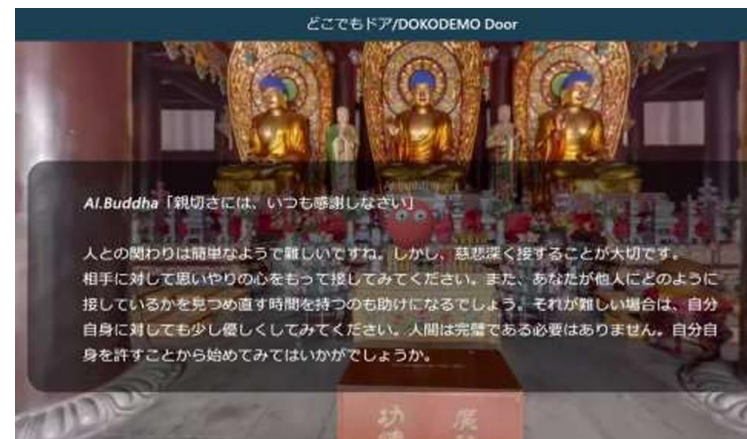 どこでもドア/DOKODEMO Door
AI.Buddha「親切さには、いつも感謝しなさい」
人との関わりは簡単なようで難しいですね。しかし、慈悲深く接することが大切です。
相手に対して思いやりの心をもって接してみてください。また、あなたが他人にどのように
接しているかを見つめ直す時間を持つのも助けになるでしょう。それが難しい場合は、自分
自身に対しても少し優しくしてみてください。人間は完璧である必要はありません。自分自
身を許すことから始めてみてはいかがでしょうか。
功 廣